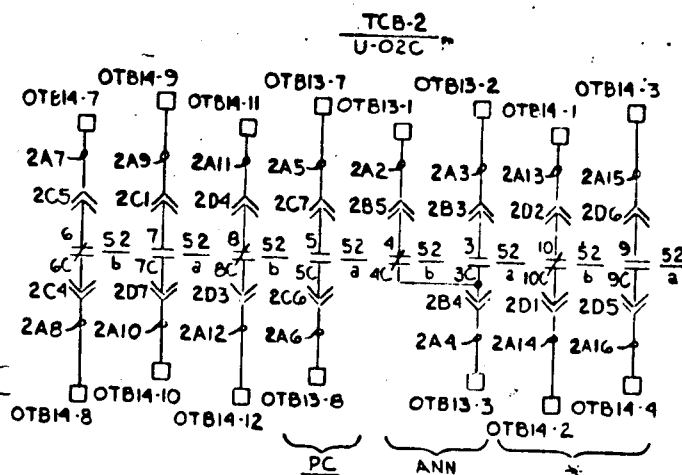 TCB-2
U-02C
OTB14-9 OTB13-7 OTB13-2 OTB14-3
OTB14-7 OTB14-11 OTB13-1 OTB14-1
2A7 2A9 2A11 2A5 2A2 2A3 2A13 2A15
2C5 2C1 2D4 2C7 2B5 2B3 2D2 2D6
6 52 7 52 8 52 5 52 4 52 3 52 10 52 9 52
6C b 7C a 8C b 5C a 4C b 3C a 10C b 9C a
2C4 2D7 2D3 2C6 2B4 2D1 2D5
2A8 2A10 2A12 2A6 2A4 2A14 2A16
OTB14-10 OTB13-8 OTB13-3 OTB14-4
OTB14-8 OTB14-12 OTB14-2
PC ANN